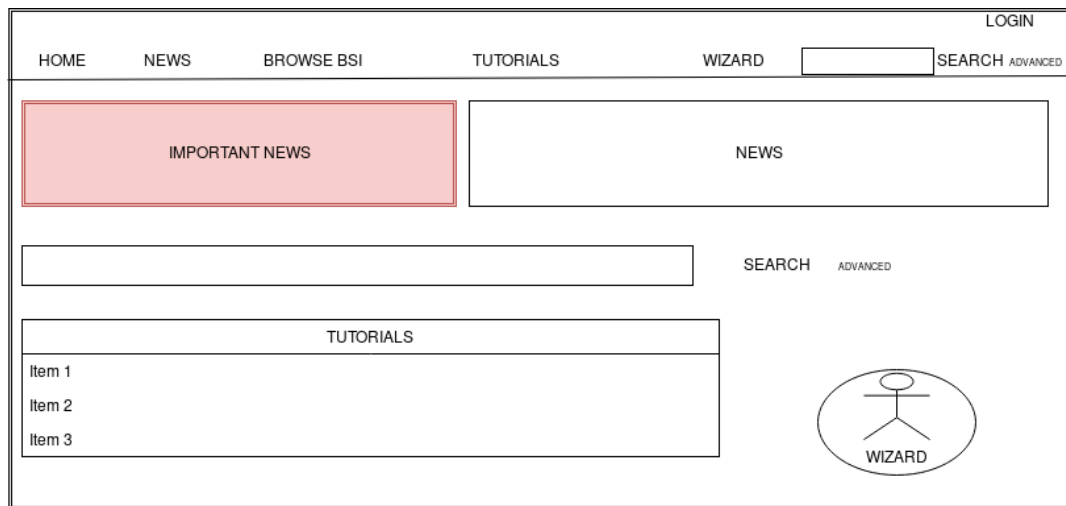 LOGIN
HOME NEWS BROWSE BSI TUTORIALS WIZARD SEARCH ADVANCED
IMPORTANT NEWS
NEWS
SEARCH ADVANCED
TUTORIALS
Item 1
Item 2
Item 3
WIZARD